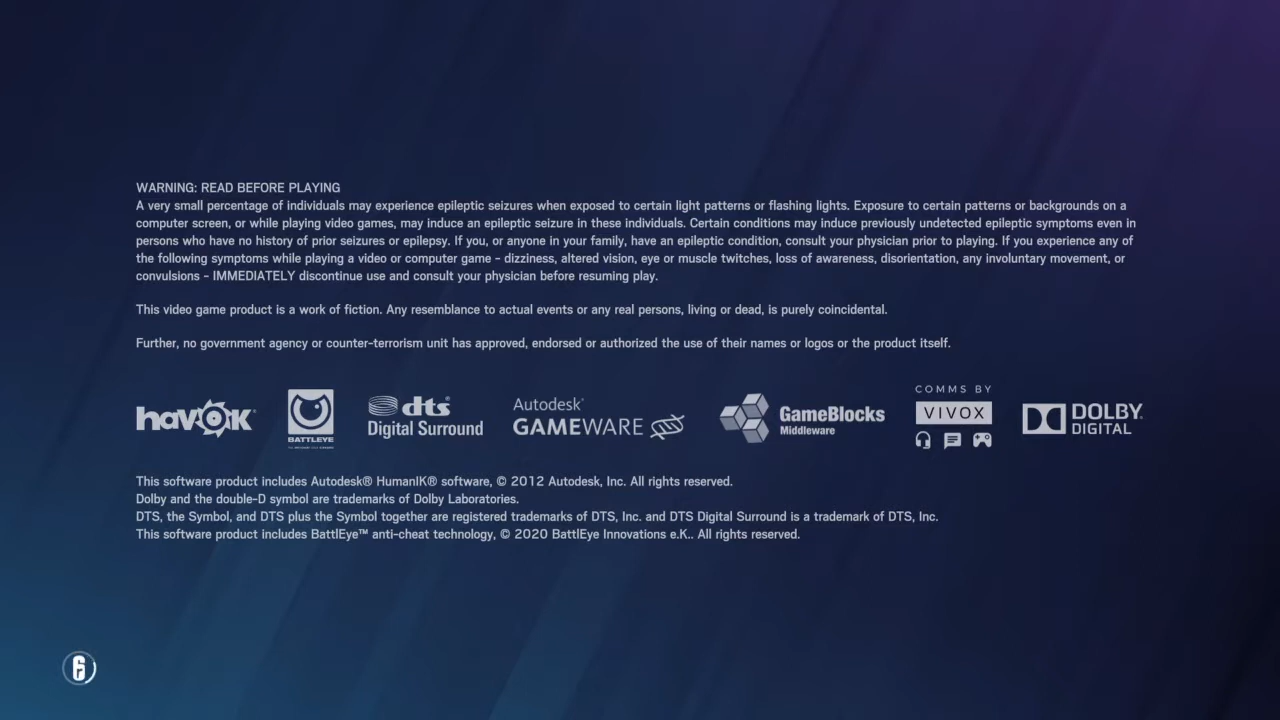 WARNING: READ BEFORE PLAYING
A very small percentage of individuals may experience epileptic seizures when exposed to certain light patterns or flashing lights. Exposure to certain patterns or backgrounds on a
computer screen, or while playing video games, may induce an epileptic seizure in these individuals. Certain conditions may induce previously undetected epileptic symptoms even in
persons who have no history of prior seizures or epilepsy. If you, or anyone in your family, have an epileptic condition, consult your physician prior to playing. If you experience any of
the following symptoms while playing a video or computer game - dizziness, altered vision, eye or muscle twitches, loss of awareness, disorientation, any involuntary movement, or
convulsions - IMMEDIATELY discontinue use and consult your physician before resuming play.
This video game product is a work of fiction. Any resemblance to actual events or any real persons, living or dead, is purely coincidental.
Further, no government agency or counter-terrorism unit has approved, endorsed or authorized the use of their names or logos or the product itself.
havok
BATTLEYE
dts
Digital Surround
Autodesk®
GAMEWARE
GameBlocks
Middleware
COMMS BY
VIVOX
DOLBY
DIGITAL
This software product includes Autodesk® HumanIK® software, © 2012 Autodesk, Inc. All rights reserved.
Dolby and the double-D symbol are trademarks of Dolby Laboratories.
DTS, the Symbol, and DTS plus the Symbol together are registered trademarks of DTS, Inc. and DTS Digital Surround is a trademark of DTS, Inc.
This software product includes BattlEye™ anti-cheat technology, © 2020 BattlEye Innovations e.K.. All rights reserved.
6